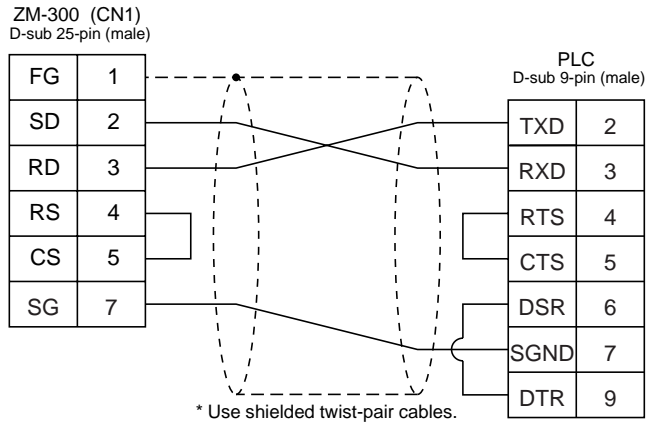 ZM-300 (CN1)
D-sub 25-pin (male)
FG 1
SD 2
RD 3
RS 4
CS 5
SG 7
PLC
D-sub 9-pin (male)
TXD 2
RXD 3
RTS 4
CTS 5
DSR 6
SGND 7
DTR 9
* Use shielded twist-pair cables.